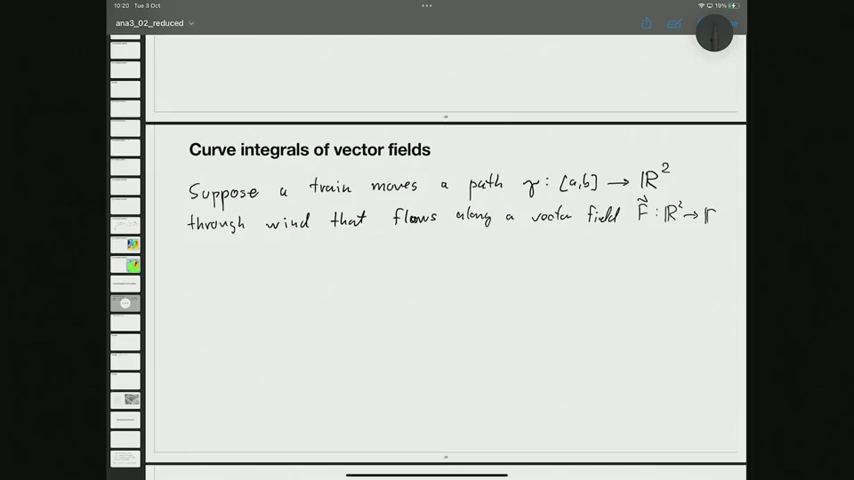 10:20 Tue 3 Oct
19%
ana3_02_reduced
Curve integrals of vector fields
Suppose a train moves a path γ : [a,b] → ℝ²
through wind that flows along a vector field F⃗ : ℝ² →